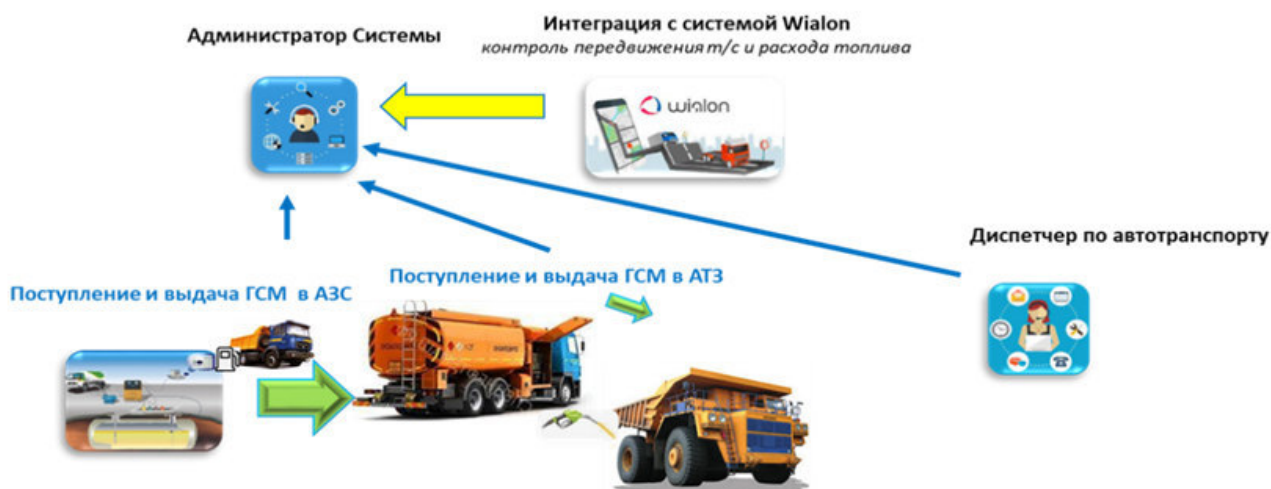 Интеграция с системой Wialon
Администратор Системы
контроль передвижения т/с и расхода топлива
wialon
Диспетчер по автотранспорту
Поступление и выдача ГСМ в АТЗ
Поступление и выдача ГСМ в АЗС